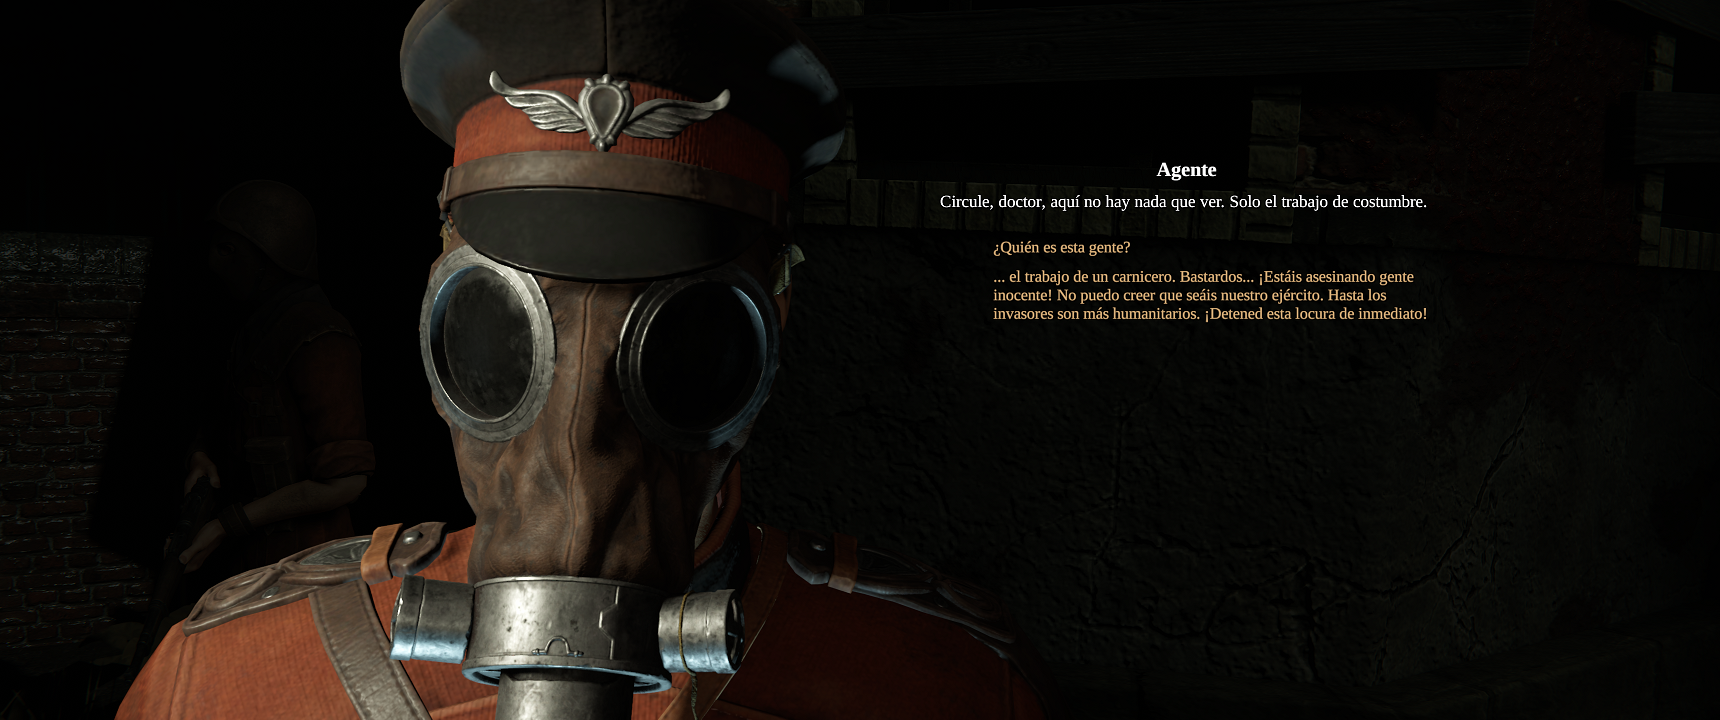 Agente
Circule, doctor, aquí no hay nada que ver. Solo el trabajo de costumbre.
¿Quién es esta gente?
... el trabajo de un carnicero. Bastardos... ¡Estáis asesinando gente
inocente! No puedo creer que seáis nuestro ejército. Hasta los
invasores son más humanitarios. ¡Detened esta locura de inmediato!